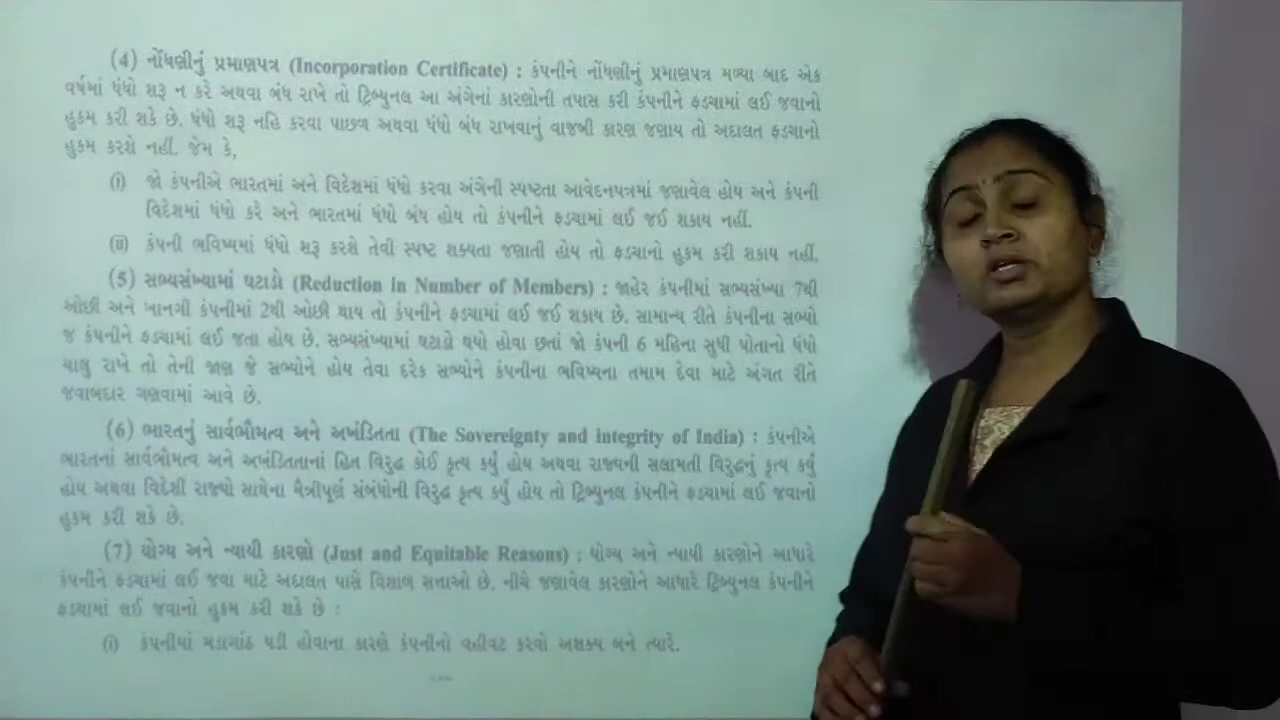 (4) નોંધણીનું પ્રમાણપત્ર (Incorporation Certificate) : કંપનીને નોંધણીનું પ્રમાણપત્ર મળ્યા બાદ એક
વર્ષમાં ધંધો શરૂ ન કરે અથવા બંધ રાખે તો ટ્રિબ્યુનલ આ અંગેનાં કારણોની તપાસ કરી કંપનીને ફડચામાં લઈ જવાનો
હુકમ કરી શકે છે. ધંધો શરૂ નહિ કરવા પાછળ અથવા ધંધો બંધ રાખવાનું વાજબી કારણ જણાય તો અદાલત ફડચાનો
હુકમ કરશે નહીં. જેમ કે,
(i) જો કંપનીએ ભારતમાં અને વિદેશમાં ધંધો કરવા અંગેની સ્પષ્ટતા આવેદનપત્રમાં જણાવેલ હોય અને કંપની
વિદેશમાં ધંધો કરે અને ભારતમાં ધંધો બંધ હોય તો કંપનીને ફડચામાં લઈ જઈ શકાય નહીં.
(ii) કંપની ભવિષ્યમાં ધંધો શરૂ કરશે તેવી સ્પષ્ટ શક્યતા જણાતી હોય તો ફડચાનો હુકમ કરી શકાય નહીં.
(5) સભ્યસંખ્યામાં ઘટાડો (Reduction in Number of Members) : જાહેર કંપનીમાં સભ્યસંખ્યા 7થી
ઓછી અને ખાનગી કંપનીમાં 2થી ઓછી થાય તો કંપનીને ફડચામાં લઈ જઈ શકાય છે. સામાન્ય રીતે કંપનીના સભ્યો
જ કંપનીને ફડચામાં લઈ જતા હોય છે. સભ્યસંખ્યામાં ઘટાડો થયો હોવા છતાં જો કંપની 6 મહિના સુધી પોતાનો ધંધો
ચાલુ રાખે તો તેની જાણ જે સભ્યોને હોય તેવા દરેક સભ્યોને કંપનીના ભવિષ્યના તમામ દેવા માટે અંગત રીતે
જવાબદાર ગણવામાં આવે છે.
(6) ભારતનું સાર્વભૌમત્વ અને અખંડિતતા (The Sovereignty and integrity of India) : કંપનીએ
ભારતનાં સાર્વભૌમત્વ અને અખંડિતતાનાં હિત વિરુદ્ધ કોઈ કૃત્ય કર્યું હોય અથવા રાજ્યની સલામતી વિરુદ્ધનું કૃત્ય કર્યું
હોય અથવા વિદેશી રાજ્યો સાથેના મૈત્રીપૂર્ણ સંબંધોની વિરુદ્ધ કૃત્ય કર્યું હોય તો ટ્રિબ્યુનલ કંપનીને ફડચામાં લઈ જવાનો
હુકમ કરી શકે છે.
(7) યોગ્ય અને ન્યાયી કારણો (Just and Equitable Reasons) : યોગ્ય અને ન્યાયી કારણોને આધારે
કંપનીને ફડચામાં લઈ જવા માટે અદાલત પાસે વિશાળ સત્તાઓ છે. નીચે જણાવેલ કારણોને આધારે ટ્રિબ્યુનલ કંપનીને
ફડચામાં લઈ જવાનો હુકમ કરી શકે છે :
(i) કંપનીમાં મડાગાંઠ પડી હોવાના કારણે કંપનીનો વહીવટ કરવો અશક્ય બને ત્યારે.